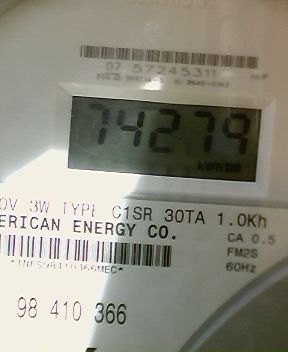 07 57245311
74279
kWh
0V 3W TYPE C1SR 30TA 1.0Kh
ERICAN ENERGY CO.
CA 0.5
FM2S
60Hz
98 410 366